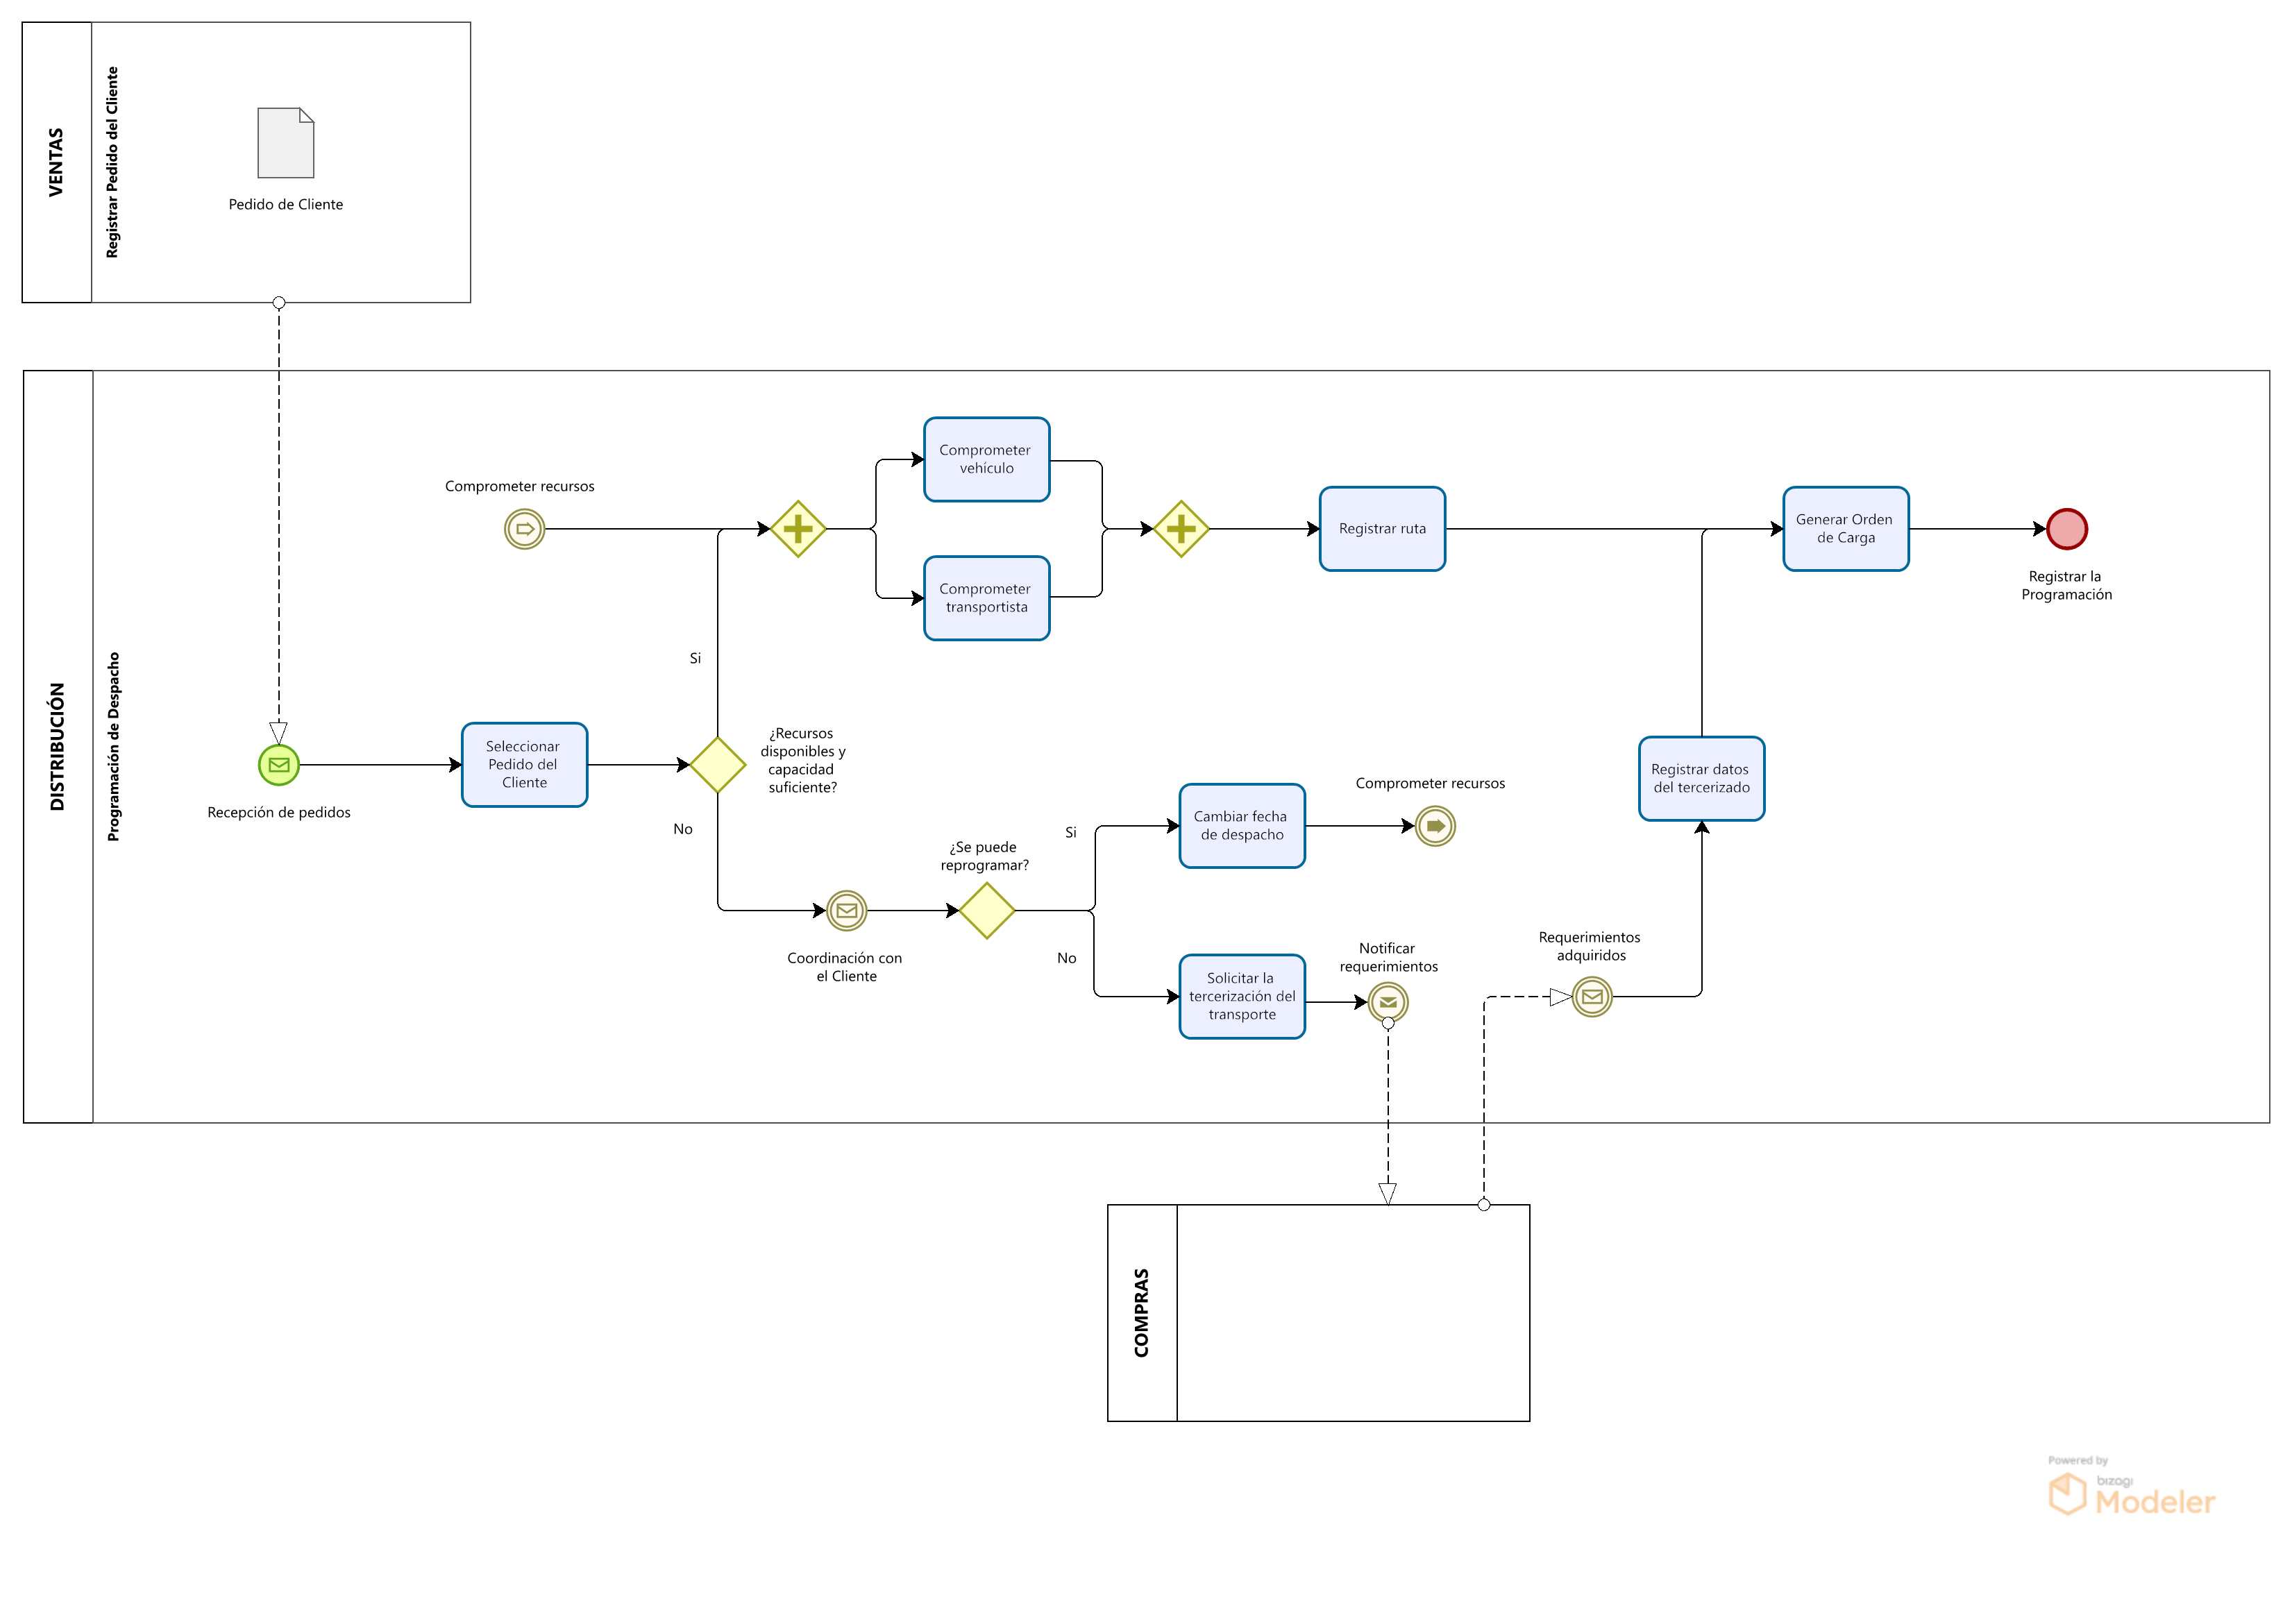 VENTAS
Registrar Pedido del Cliente
Pedido de Cliente
DISTRIBUCIÓN
Programación de Despacho
Comprometer recursos
Comprometer
vehículo
Comprometer
transportista
Registrar ruta
Generar Orden
de Carga
Registrar la
Programación
Si
Recepción de pedidos
Seleccionar
Pedido del
Cliente
¿Recursos
disponibles y
capacidad
suficiente?
No
Coordinación con
el Cliente
¿Se puede
reprogramar?
Si
Cambiar fecha
de despacho
Comprometer recursos
No
Solicitar la
tercerización del
transporte
Notificar
requerimientos
Requerimientos
adquiridos
Registrar datos
del tercerizado
COMPRAS
Powered by
bizagi
Modeler